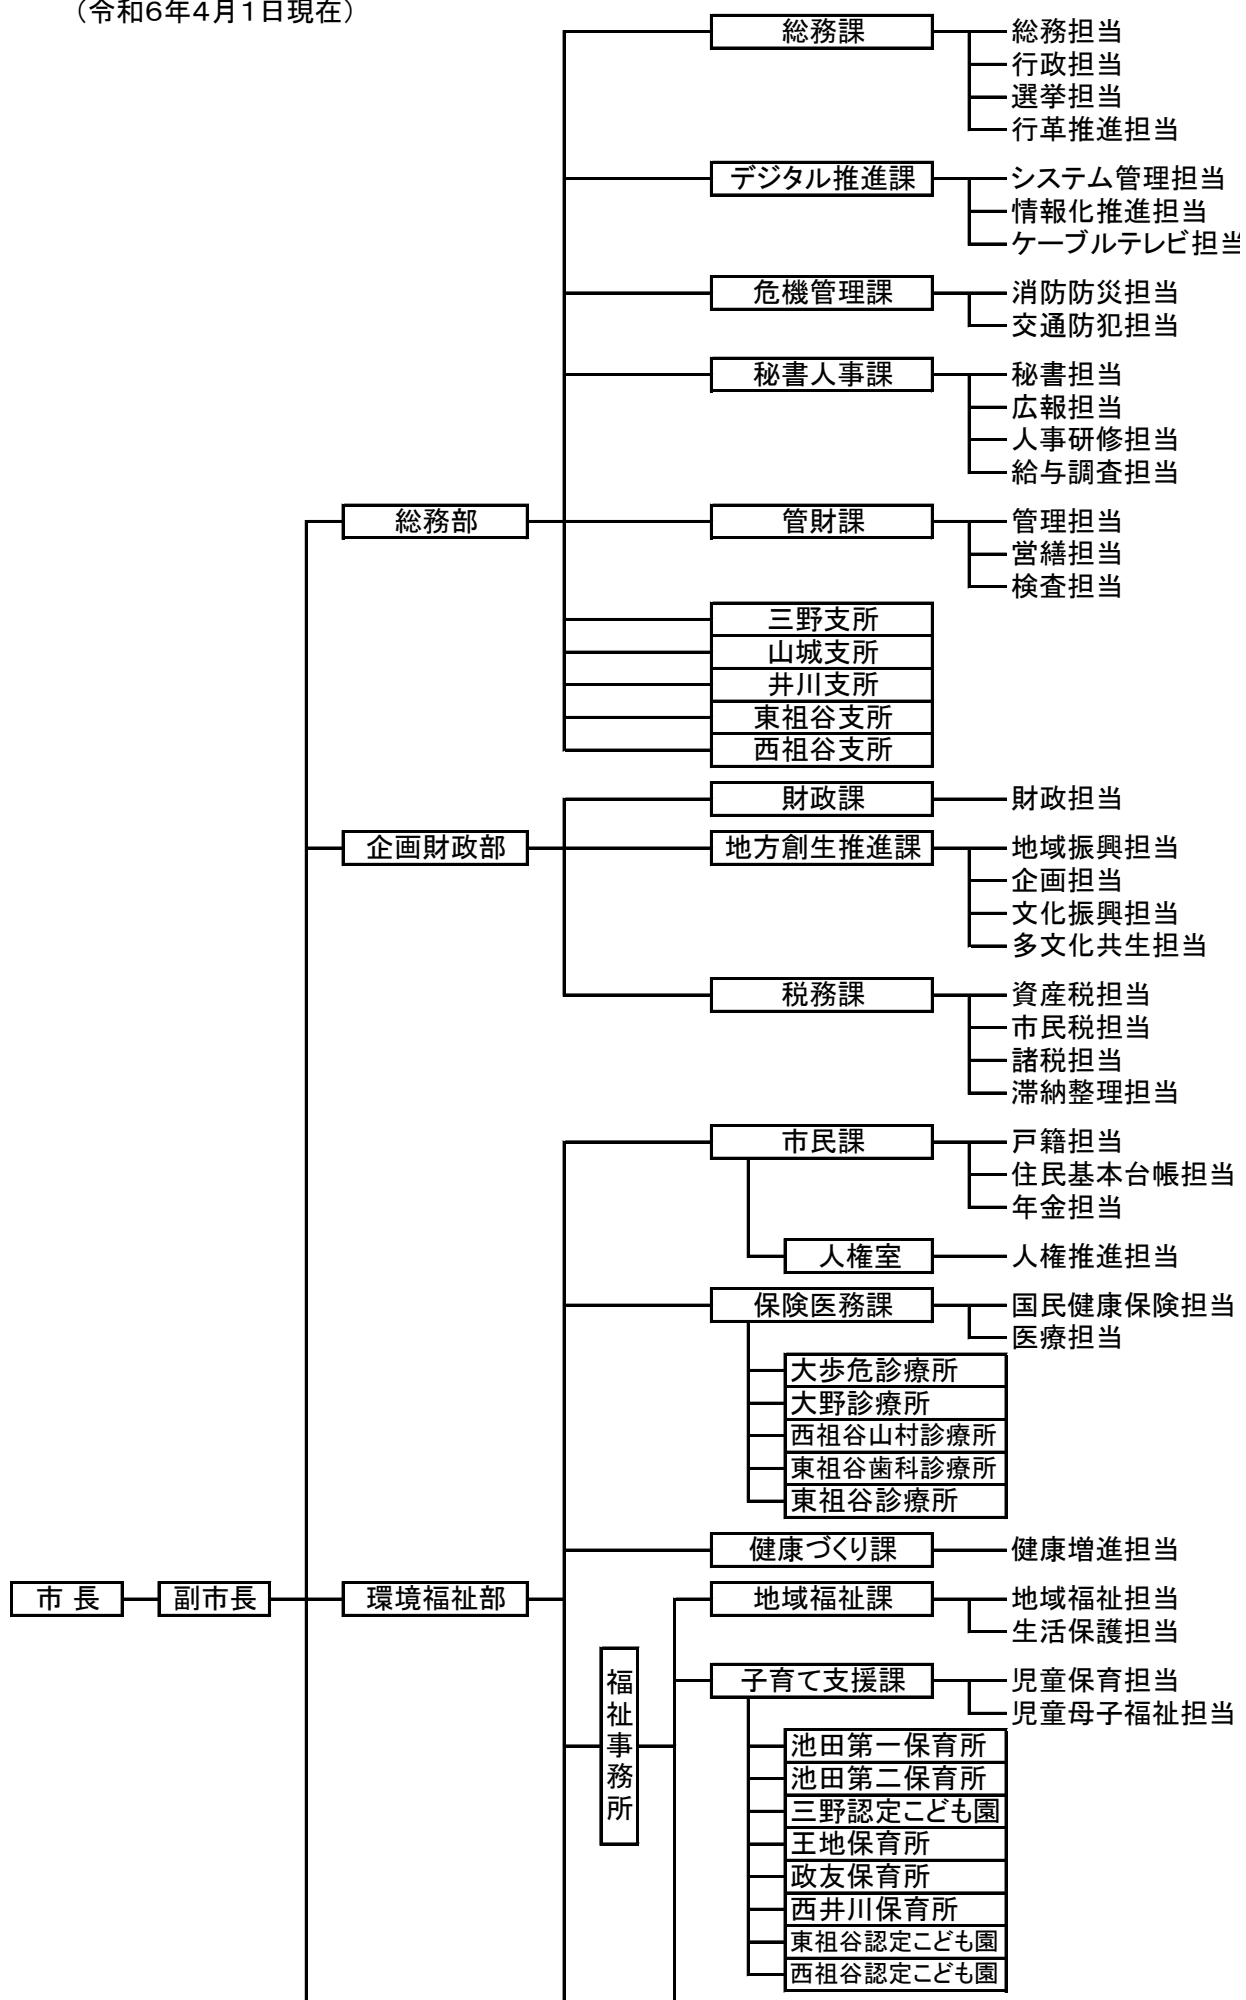 （令和6年4月1日現在）
総務課
総務担当
行政担当
選挙担当
行革推進担当
デジタル推進課
システム管理担当
情報化推進担当
ケーブルテレビ担当
危機管理課
消防防災担当
交通防犯担当
秘書人事課
秘書担当
広報担当
人事研修担当
給与調査担当
総務部
管財課
管理担当
営繕担当
検査担当
三野支所
山城支所
井川支所
東祖谷支所
西祖谷支所
財政課
財政担当
企画財政部
地方創生推進課
地域振興担当
企画担当
文化振興担当
多文化共生担当
税務課
資産税担当
市民税担当
諸税担当
滞納整理担当
市民課
戸籍担当
住民基本台帳担当
年金担当
人権室
人権推進担当
保険医務課
国民健康保険担当
医療担当
大歩危診療所
大野診療所
西祖谷山村診療所
東祖谷歯科診療所
東祖谷診療所
健康づくり課
健康増進担当
市 長
副市長
環境福祉部
地域福祉課
地域福祉担当
生活保護担当
福祉事務所
子育て支援課
児童保育担当
児童母子福祉担当
池田第一保育所
池田第二保育所
三野認定こども園
王地保育所
政友保育所
西井川保育所
東祖谷認定こども園
西祖谷認定こども園